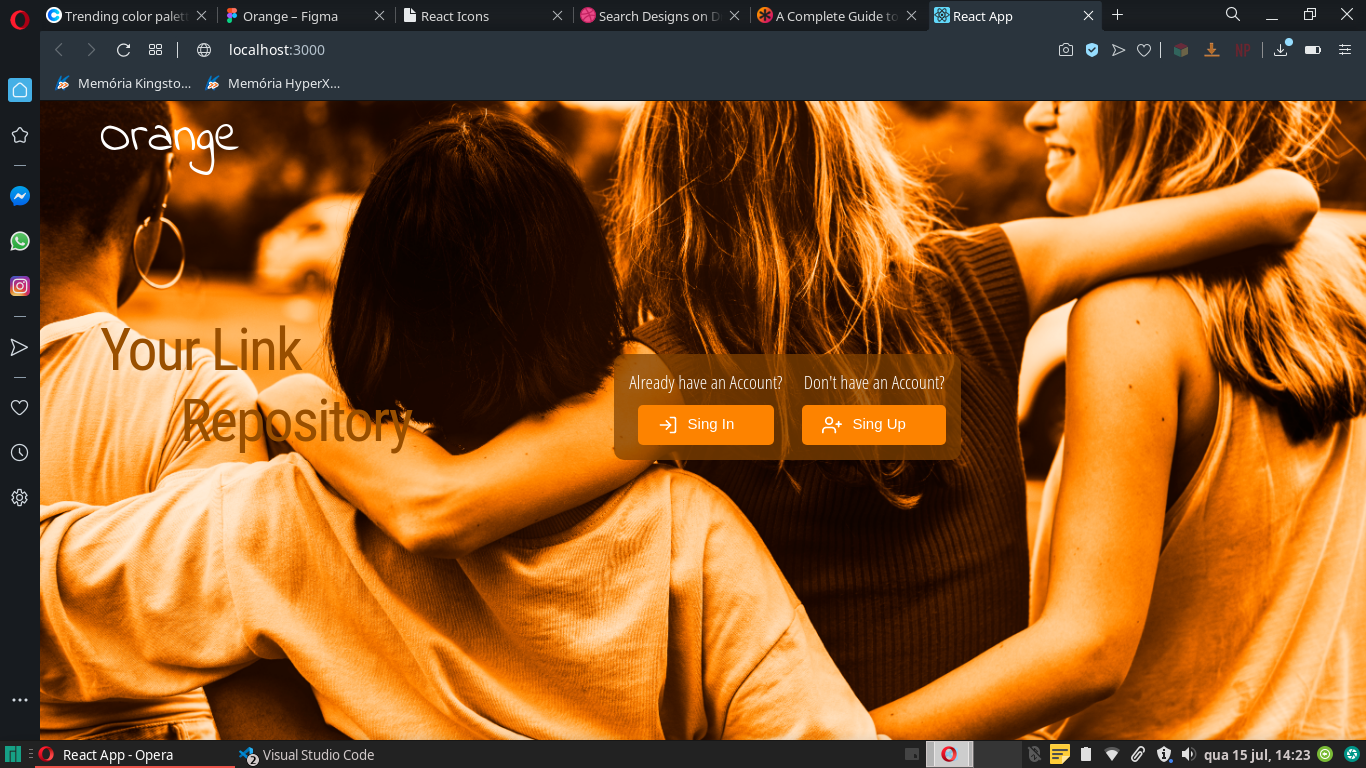 Trending color palett
Orange – Figma
React Icons
Search Designs on D
A Complete Guide to
React App
localhost:3000
NP
Memória Kingsto...
Memória HyperX...
orange
Your Link
Repository
Already have an Account?
Don't have an Account?
Sing In
Sing Up
React App - Opera
2
Visual Studio Code
qua 15 jul, 14:23